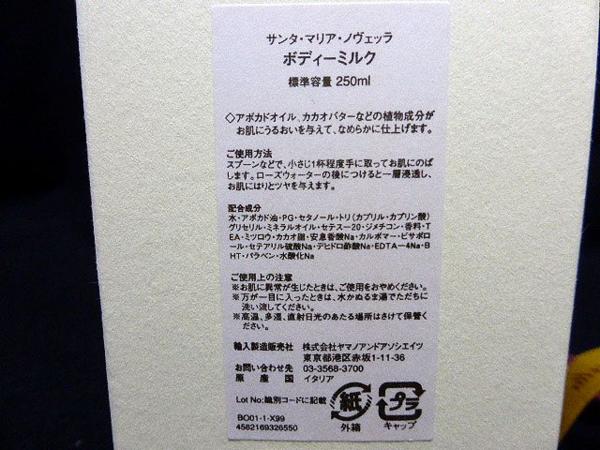 サンタ・マリア・ノヴェッラ
ボディーミルク
標準容量 250ml
◇アボカドオイル、カカオバターなどの植物成分が
お肌にうるおいを与えて、なめらかに仕上げます。
ご使用方法
スプーンなどで、小さじ1杯程度手に取ってお肌にのば
します。ローズウォーターの後につけると一層浸透し、
お肌にはりとツヤを与えます。
配合成分
水・アボカド油・PG・セタノール・トリ(カプリル・カプリン酸)
グリセリル・ミネラルオイル・セテス−20・ジメチコン・香料・T
EA・ミツロウ・カカオ脂・安息香酸Na・カルボマー・ビサボロ
ール・セテアリル硫酸Na・デヒドロ酢酸Na・EDTA−4Na・B
HT・パラベン・水酸化Na
ご使用上の注意
※お肌に異常が生じたときは、ご使用をおやめください。
※万が一目に入ったときは、水かぬるま湯でただちに
洗い流してください。
※高温、多湿、直射日光のあたる場所はさけて保管く
ださい。
輸入製造販売社 株式会社ヤマノアンドアソシエイツ
東京都港区赤坂1-11-36
お問い合わせ先 03-3568-3700
原産国 イタリア
Lot No:識別コードに記載
紙 プラ
外箱 キャップ
BO01-1-X99
4582169326550